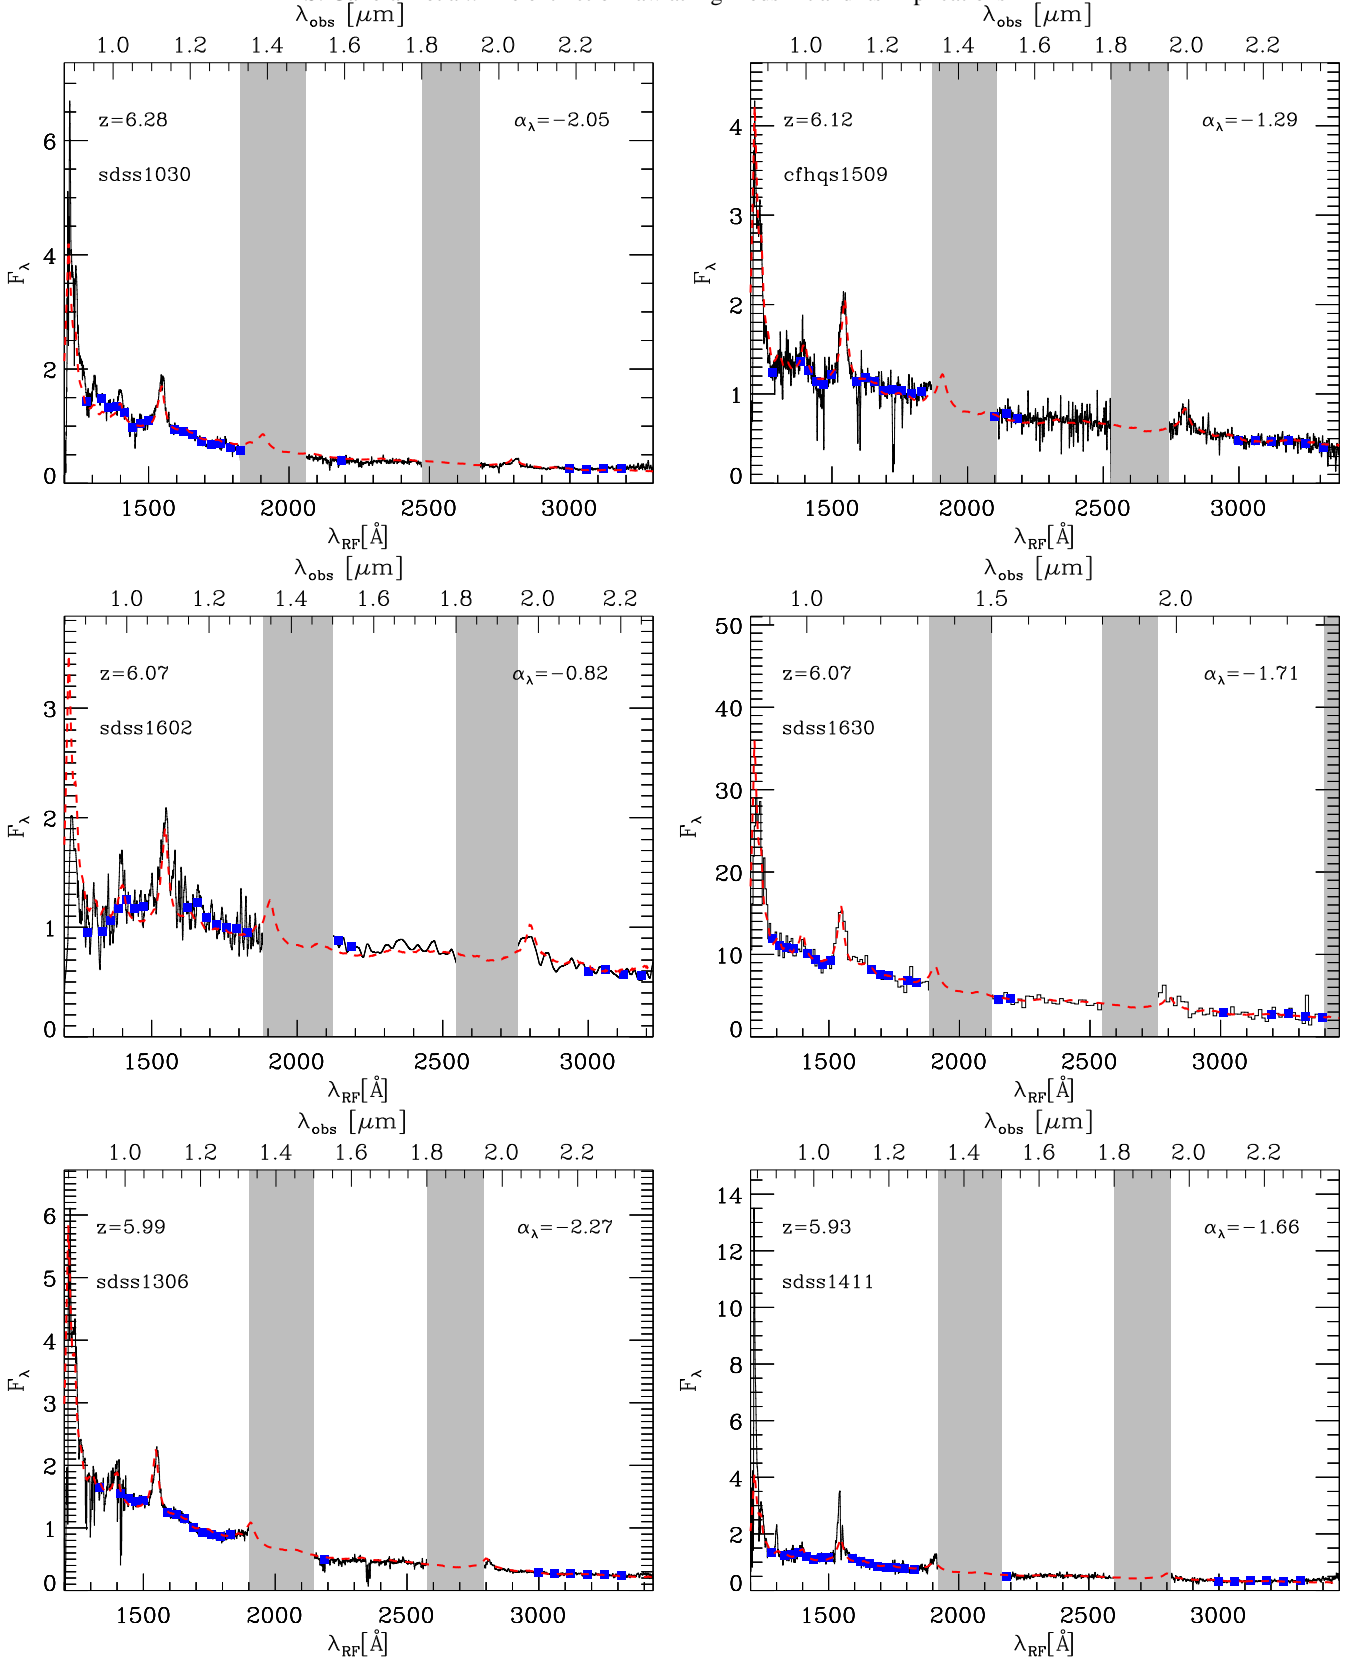 λobs [μm] λobs [μm]
1.0 1.2 1.4 1.6 1.8 2.0 2.2 1.0 1.2 1.4 1.6 1.8 2.0 2.2
z=6.28 αλ=−2.05 z=6.12 αλ=−1.29
sdss1030 cfhqs1509
6 4 2 0 4 3 2 1 0
Fλ Fλ
1500 2000 2500 3000 1500 2000 2500 3000
λRF[Å] λRF[Å]
λobs [μm] λobs [μm]
1.0 1.2 1.4 1.6 1.8 2.0 2.2 1.0 1.5 2.0
z=6.07 αλ=−0.82 z=6.07 αλ=−1.71
sdss1602 sdss1630
3 2 1 0 50 40 30 20 10 0
Fλ Fλ
1500 2000 2500 3000 1500 2000 2500 3000
λRF[Å] λRF[Å]
λobs [μm] λobs [μm]
1.0 1.2 1.4 1.6 1.8 2.0 2.2 1.0 1.2 1.4 1.6 1.8 2.0 2.2
z=5.99 αλ=−2.27 z=5.93 αλ=−1.66
sdss1306 sdss1411
6 5 4 3 2 1 0 14 12 10 8 6 4 2 0
Fλ Fλ
1500 2000 2500 3000 1500 2000 2500 3000
λRF[Å] λRF[Å]